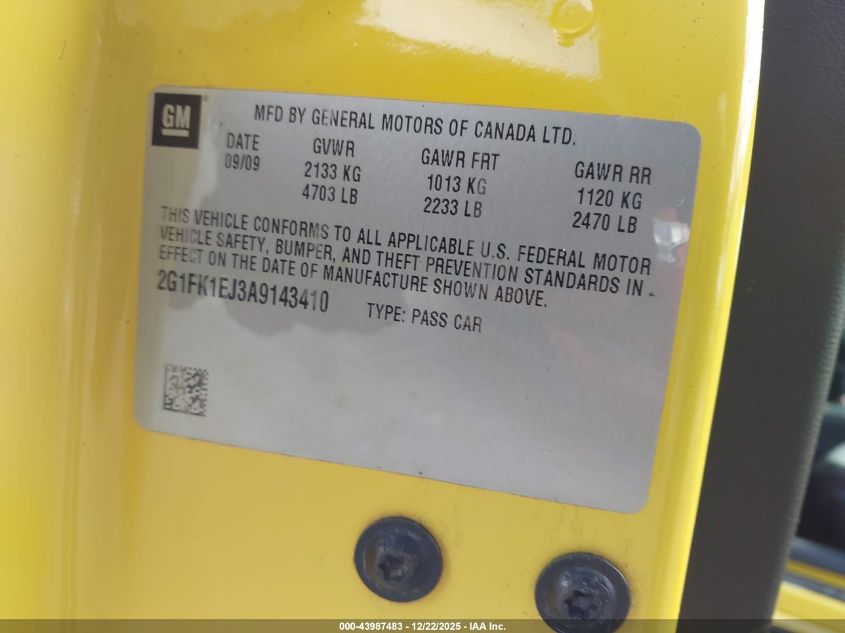 GM
MFD BY GENERAL MOTORS OF CANADA LTD.
DATE GVWR GAWR FRT GAWR RR
09/09 2133 KG 1013 KG 1120 KG
4703 LB 2233 LB 2470 LB
THIS VEHICLE CONFORMS TO ALL APPLICABLE U.S. FEDERAL MOTOR
VEHICLE SAFETY, BUMPER, AND THEFT PREVENTION STANDARDS IN
EFFECT ON THE DATE OF MANUFACTURE SHOWN ABOVE.
2G1FK1EJ3A9143410 TYPE: PASS CAR
000-43987483 - 12/22/2025 - IAA Inc.